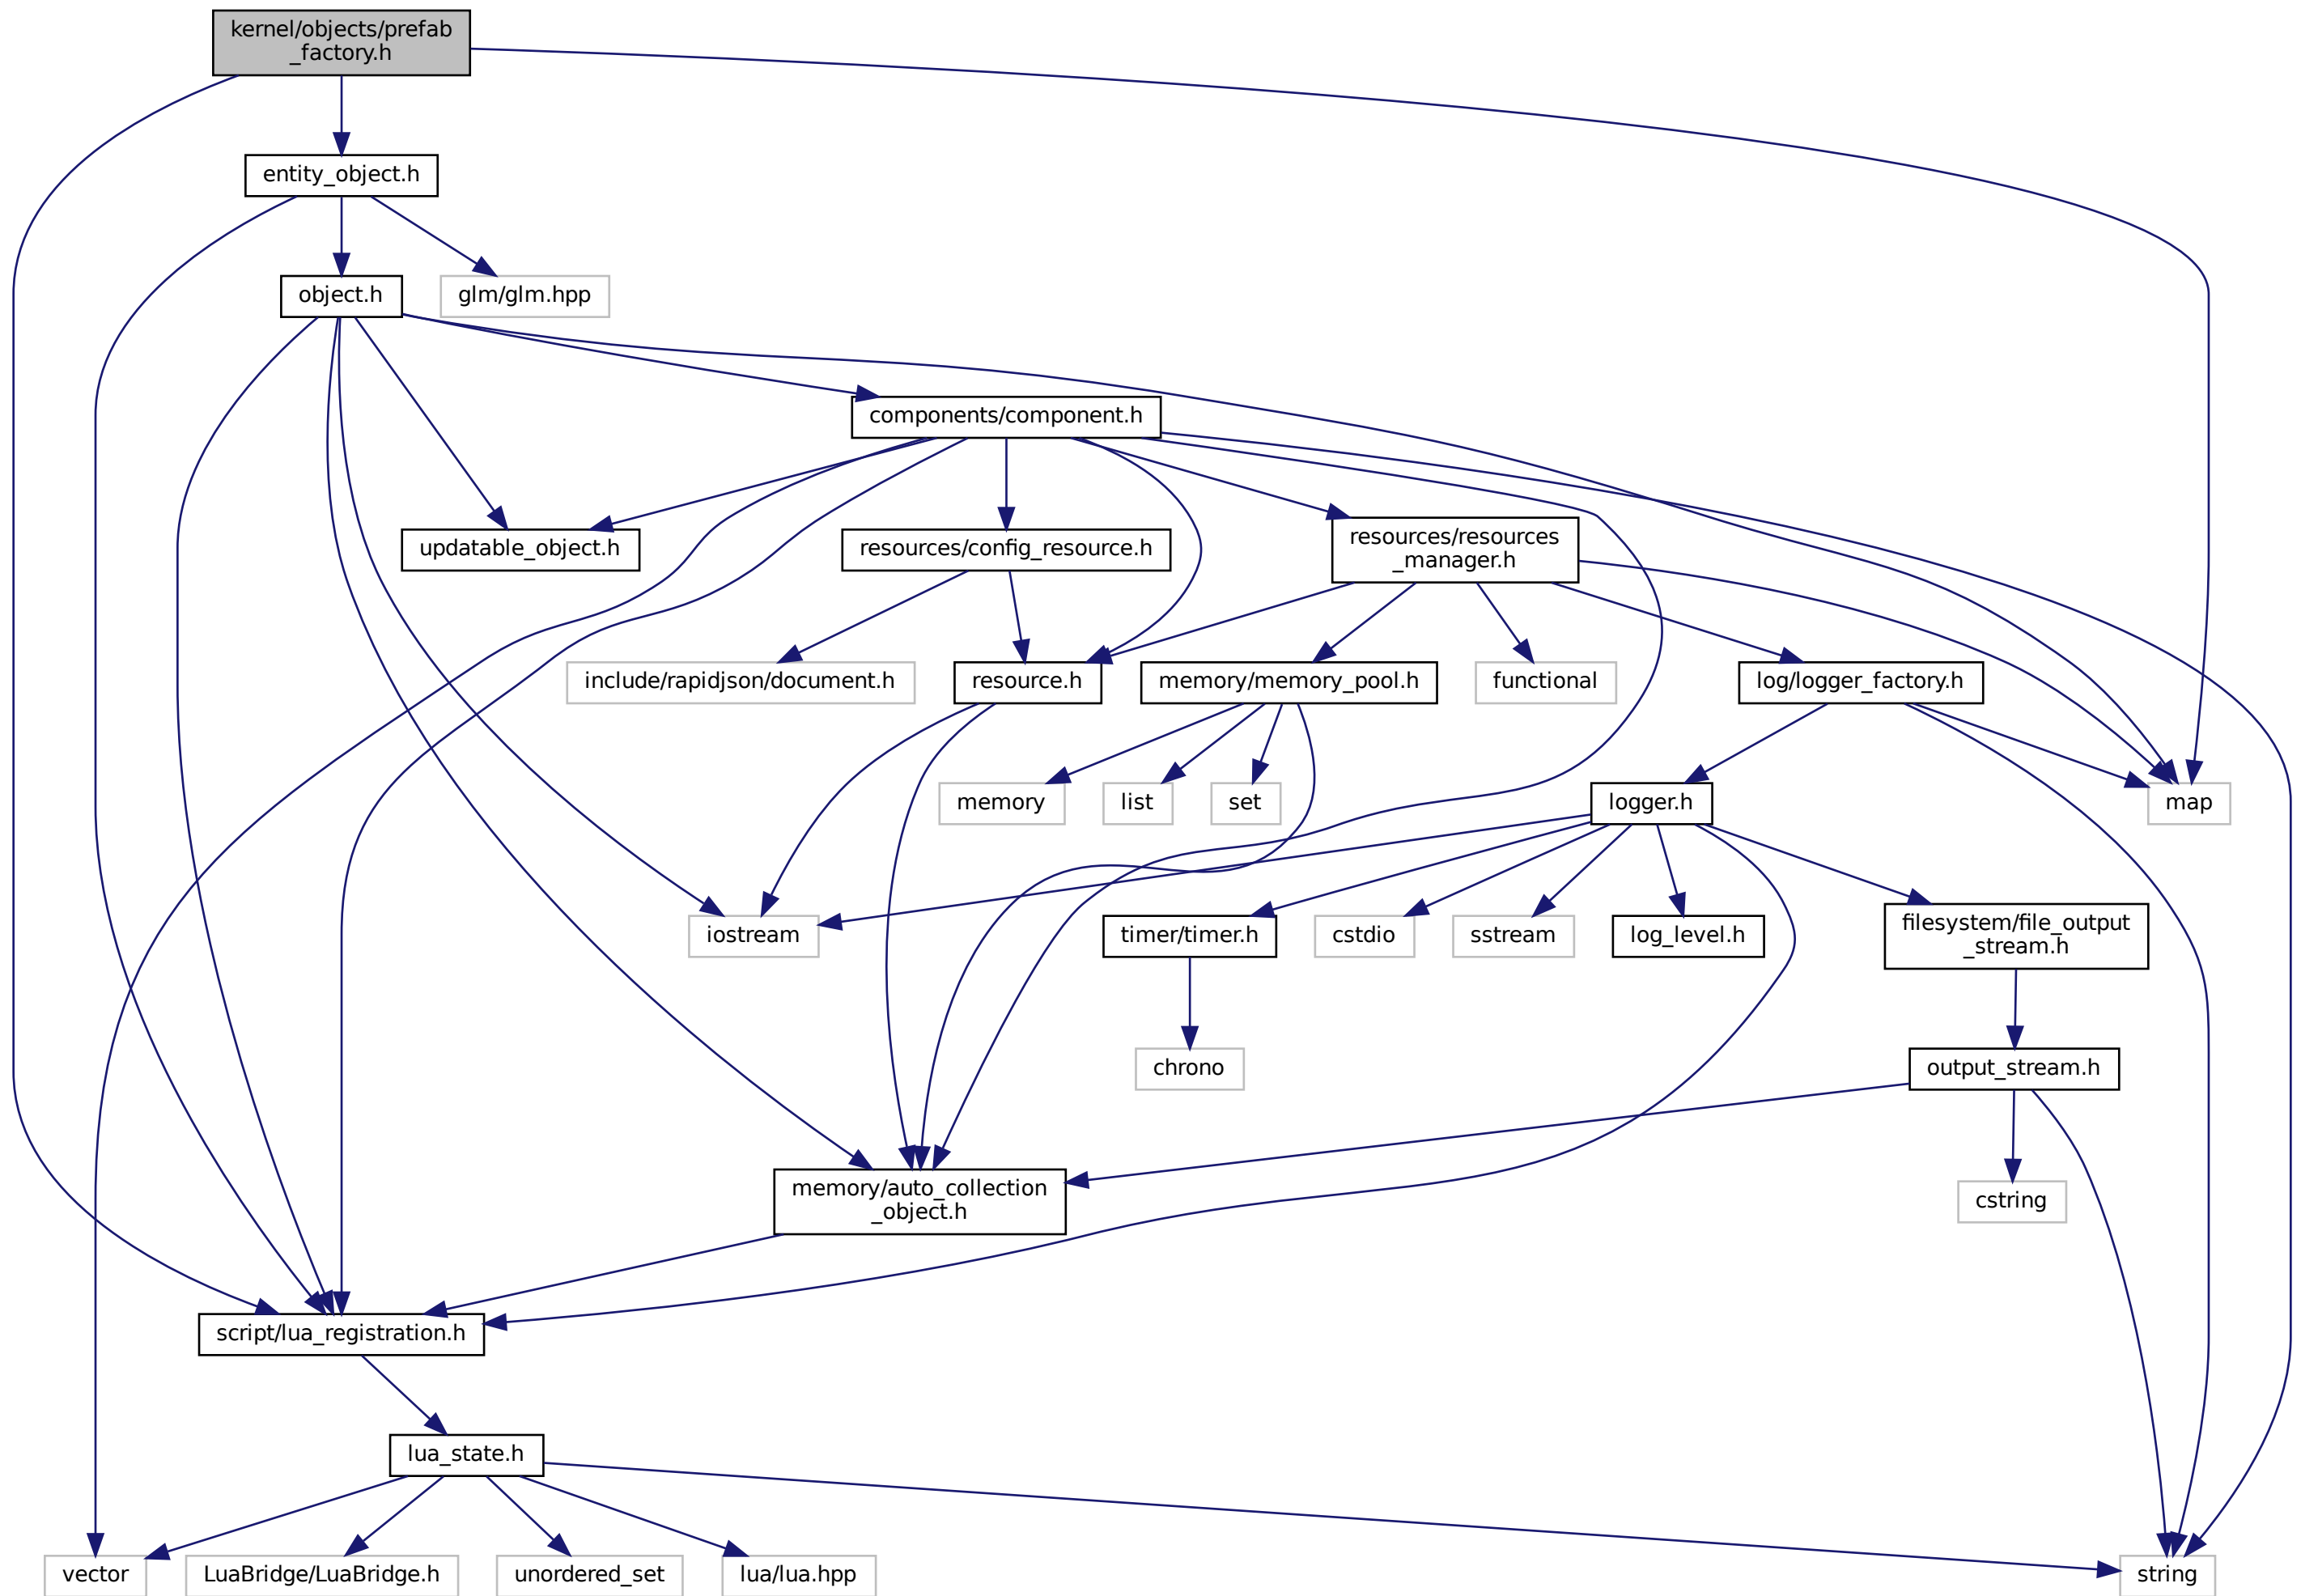 kernel/objects/prefab
_factory.h
entity_object.h
object.h
glm/glm.hpp
components/component.h
updatable_object.h
resources/config_resource.h
resources/resources
_manager.h
include/rapidjson/document.h
resource.h
memory/memory_pool.h
functional
log/logger_factory.h
memory
list
set
logger.h
map
iostream
timer/timer.h
cstdio
sstream
log_level.h
filesystem/file_output
_stream.h
chrono
output_stream.h
memory/auto_collection
_object.h
cstring
script/lua_registration.h
lua_state.h
vector
LuaBridge/LuaBridge.h
unordered_set
lua/lua.hpp
string